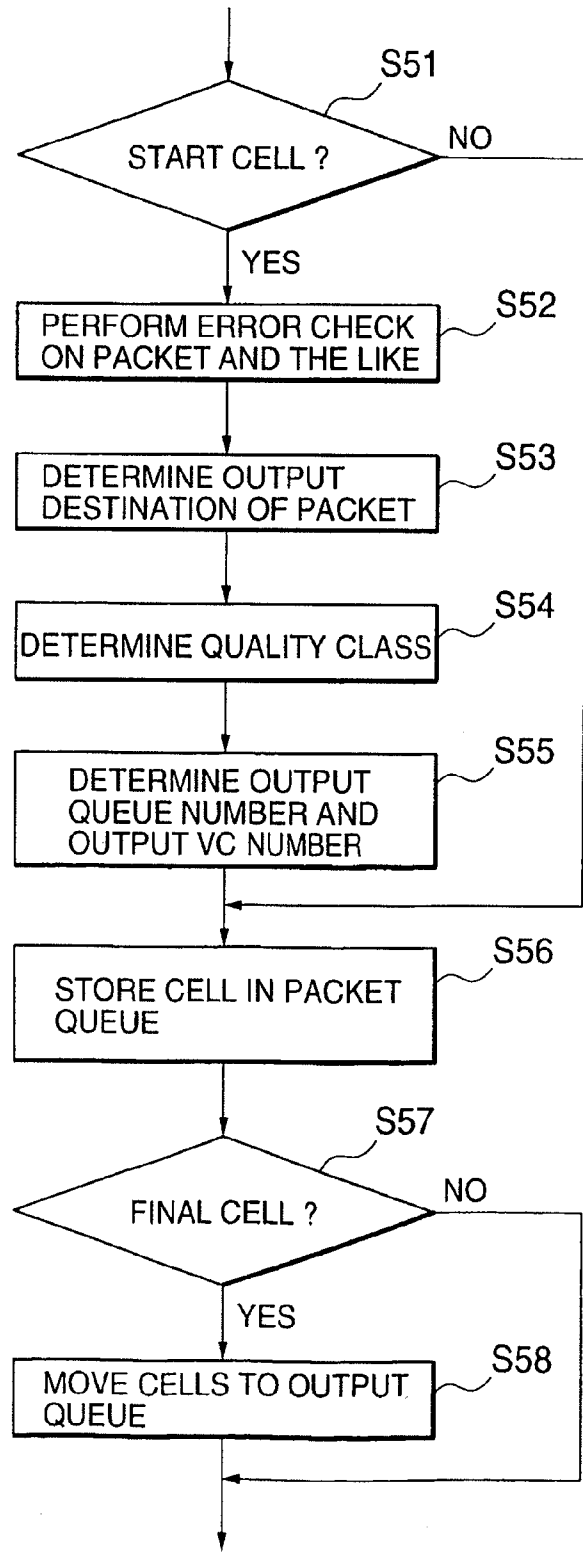 S51
START CELL ?
NO
YES
S52
PERFORM ERROR CHECK
ON PACKET AND THE LIKE
S53
DETERMINE OUTPUT
DESTINATION OF PACKET
S54
DETERMINE QUALITY CLASS
S55
DETERMINE OUTPUT
QUEUE NUMBER AND
OUTPUT VC NUMBER
S56
STORE CELL IN PACKET
QUEUE
S57
FINAL CELL ?
NO
YES
S58
MOVE CELLS TO OUTPUT
QUEUE